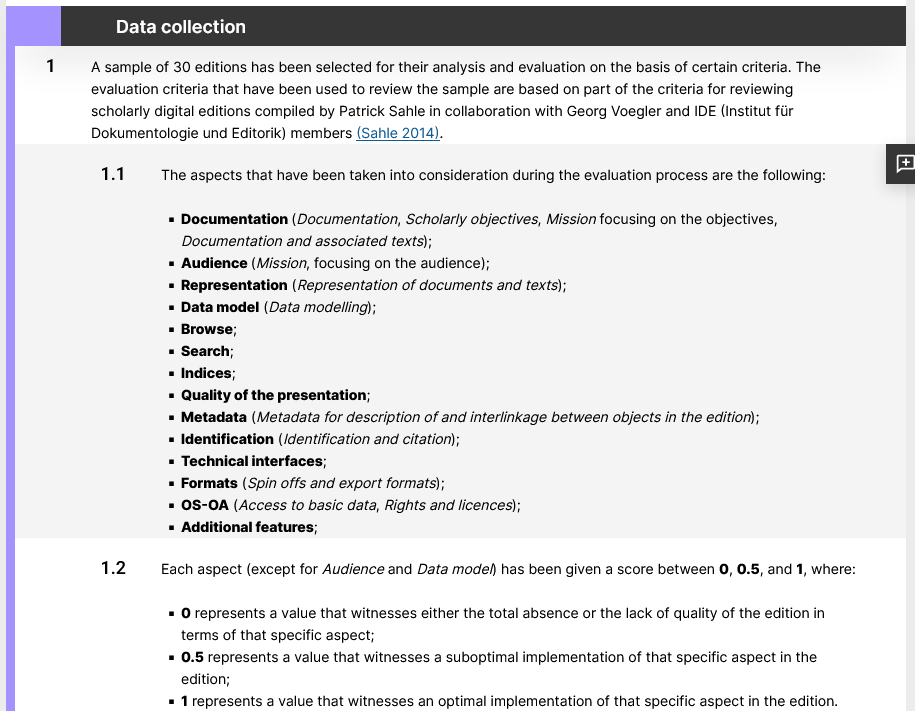 Data collection
1
A sample of 30 editions has been selected for their analysis and evaluation on the basis of certain criteria. The
evaluation criteria that have been used to review the sample are based on part of the criteria for reviewing
scholarly digital editions compiled by Patrick Sahle in collaboration with Georg Voegler and IDE (Institut für
Dokumentologie und Editorik) members (Sahle 2014).
1.1
The aspects that have been taken into consideration during the evaluation process are the following:
▪ Documentation (Documentation, Scholarly objectives, Mission focusing on the objectives,
Documentation and associated texts);
▪ Audience (Mission, focusing on the audience);
▪ Representation (Representation of documents and texts);
▪ Data model (Data modelling);
▪ Browse;
▪ Search;
▪ Indices;
▪ Quality of the presentation;
▪ Metadata (Metadata for description of and interlinkage between objects in the edition);
▪ Identification (Identification and citation);
▪ Technical interfaces;
▪ Formats (Spin offs and export formats);
▪ OS-OA (Access to basic data, Rights and licences);
▪ Additional features;
1.2
Each aspect (except for Audience and Data model) has been given a score between 0, 0.5, and 1, where:
▪ 0 represents a value that witnesses either the total absence or the lack of quality of the edition in
terms of that specific aspect;
▪ 0.5 represents a value that witnesses a suboptimal implementation of that specific aspect in the
edition;
▪ 1 represents a value that witnesses an optimal implementation of that specific aspect in the edition.